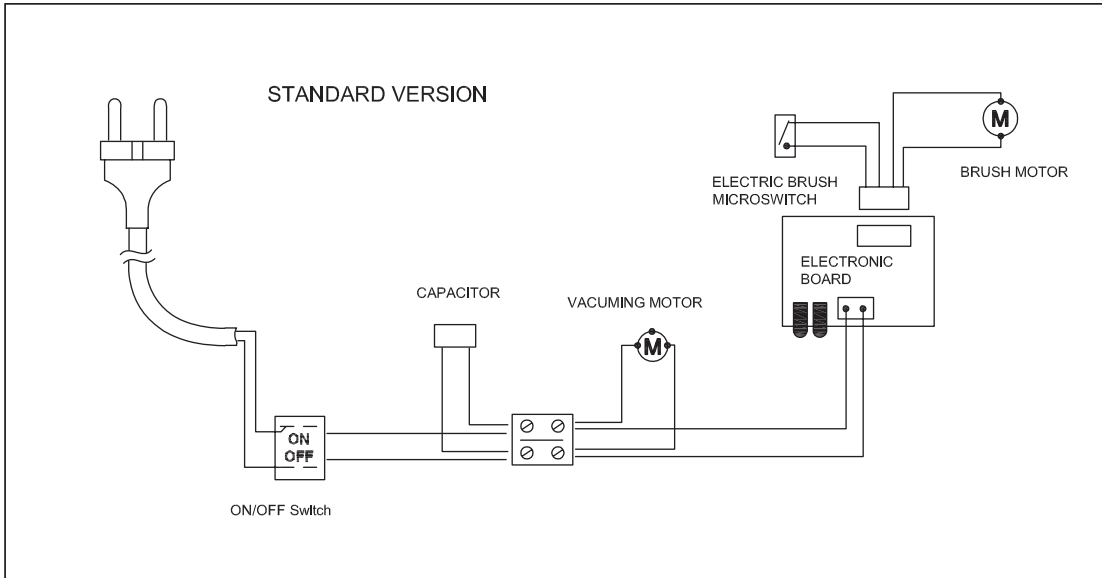 STANDARD VERSION
M
ELECTRIC BRUSH
MICROSWITCH
BRUSH MOTOR
ELECTRONIC
BOARD
CAPACITOR
VACUMING MOTOR
M
ON
OFF
ON/OFF Switch